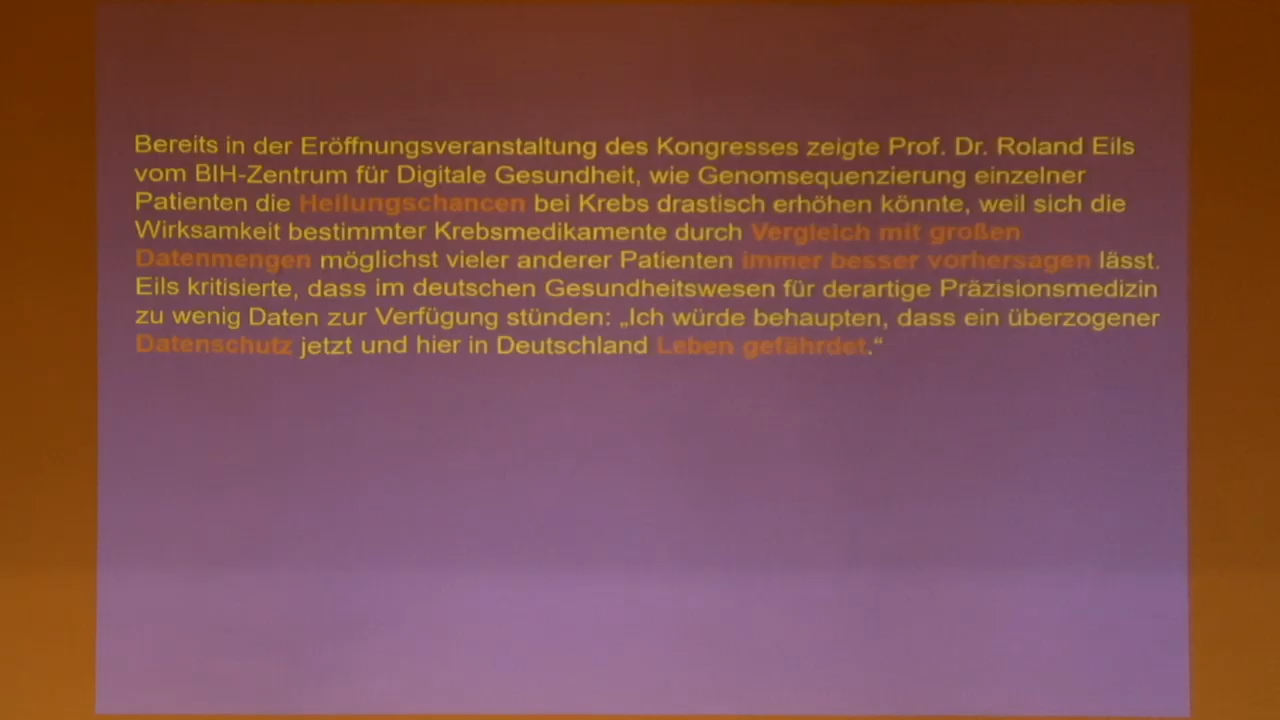 Bereits in der Eröffnungsveranstaltung des Kongresses zeigte Prof. Dr. Roland Eils
vom BIH-Zentrum für Digitale Gesundheit, wie Genomsequenzierung einzelner
Patienten die Heilungschancen bei Krebs drastisch erhöhen könnte, weil sich die
Wirksamkeit bestimmter Krebsmedikamente durch Vergleich mit großen
Datenmengen möglichst vieler anderer Patienten immer besser vorhersagen lässt.
Eils kritisierte, dass im deutschen Gesundheitswesen für derartige Präzisionsmedizin
zu wenig Daten zur Verfügung stünden: „Ich würde behaupten, dass ein überzogener
Datenschutz jetzt und hier in Deutschland Leben gefährdet.“